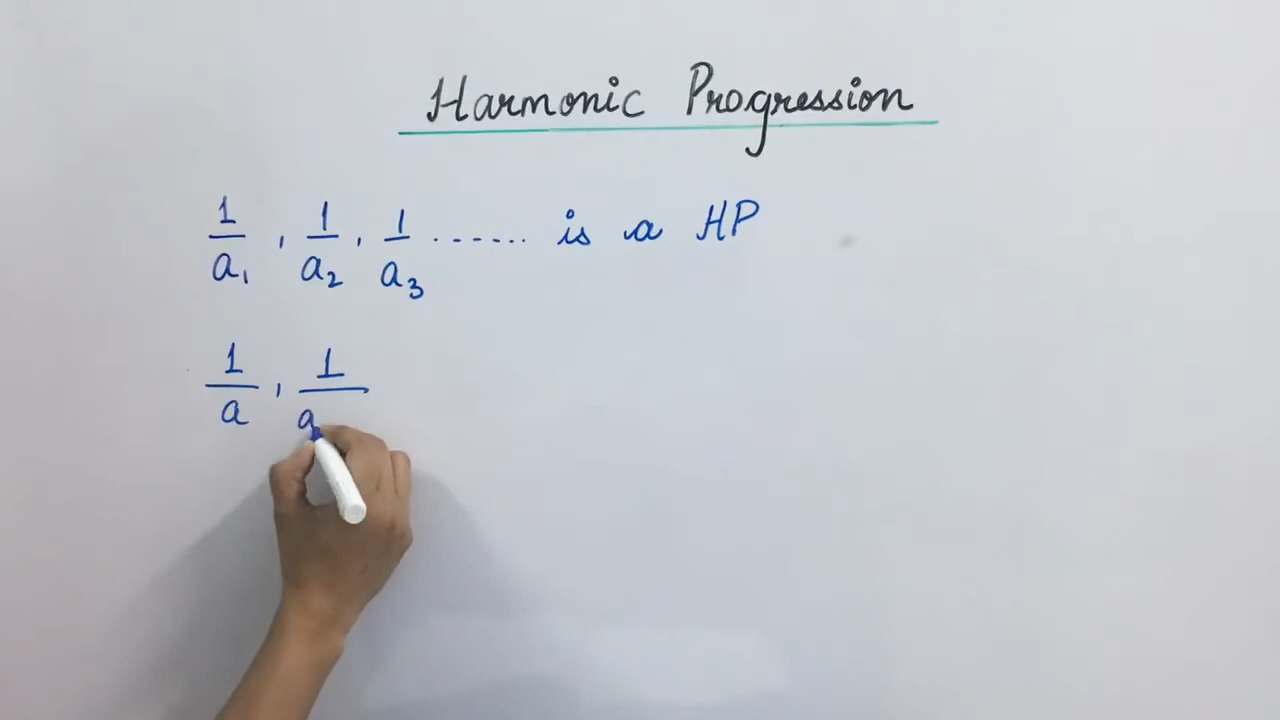 Harmonic Progression
1/a₁ , 1/a₂ , 1/a₃ ....... is a HP
1/a , 1/a